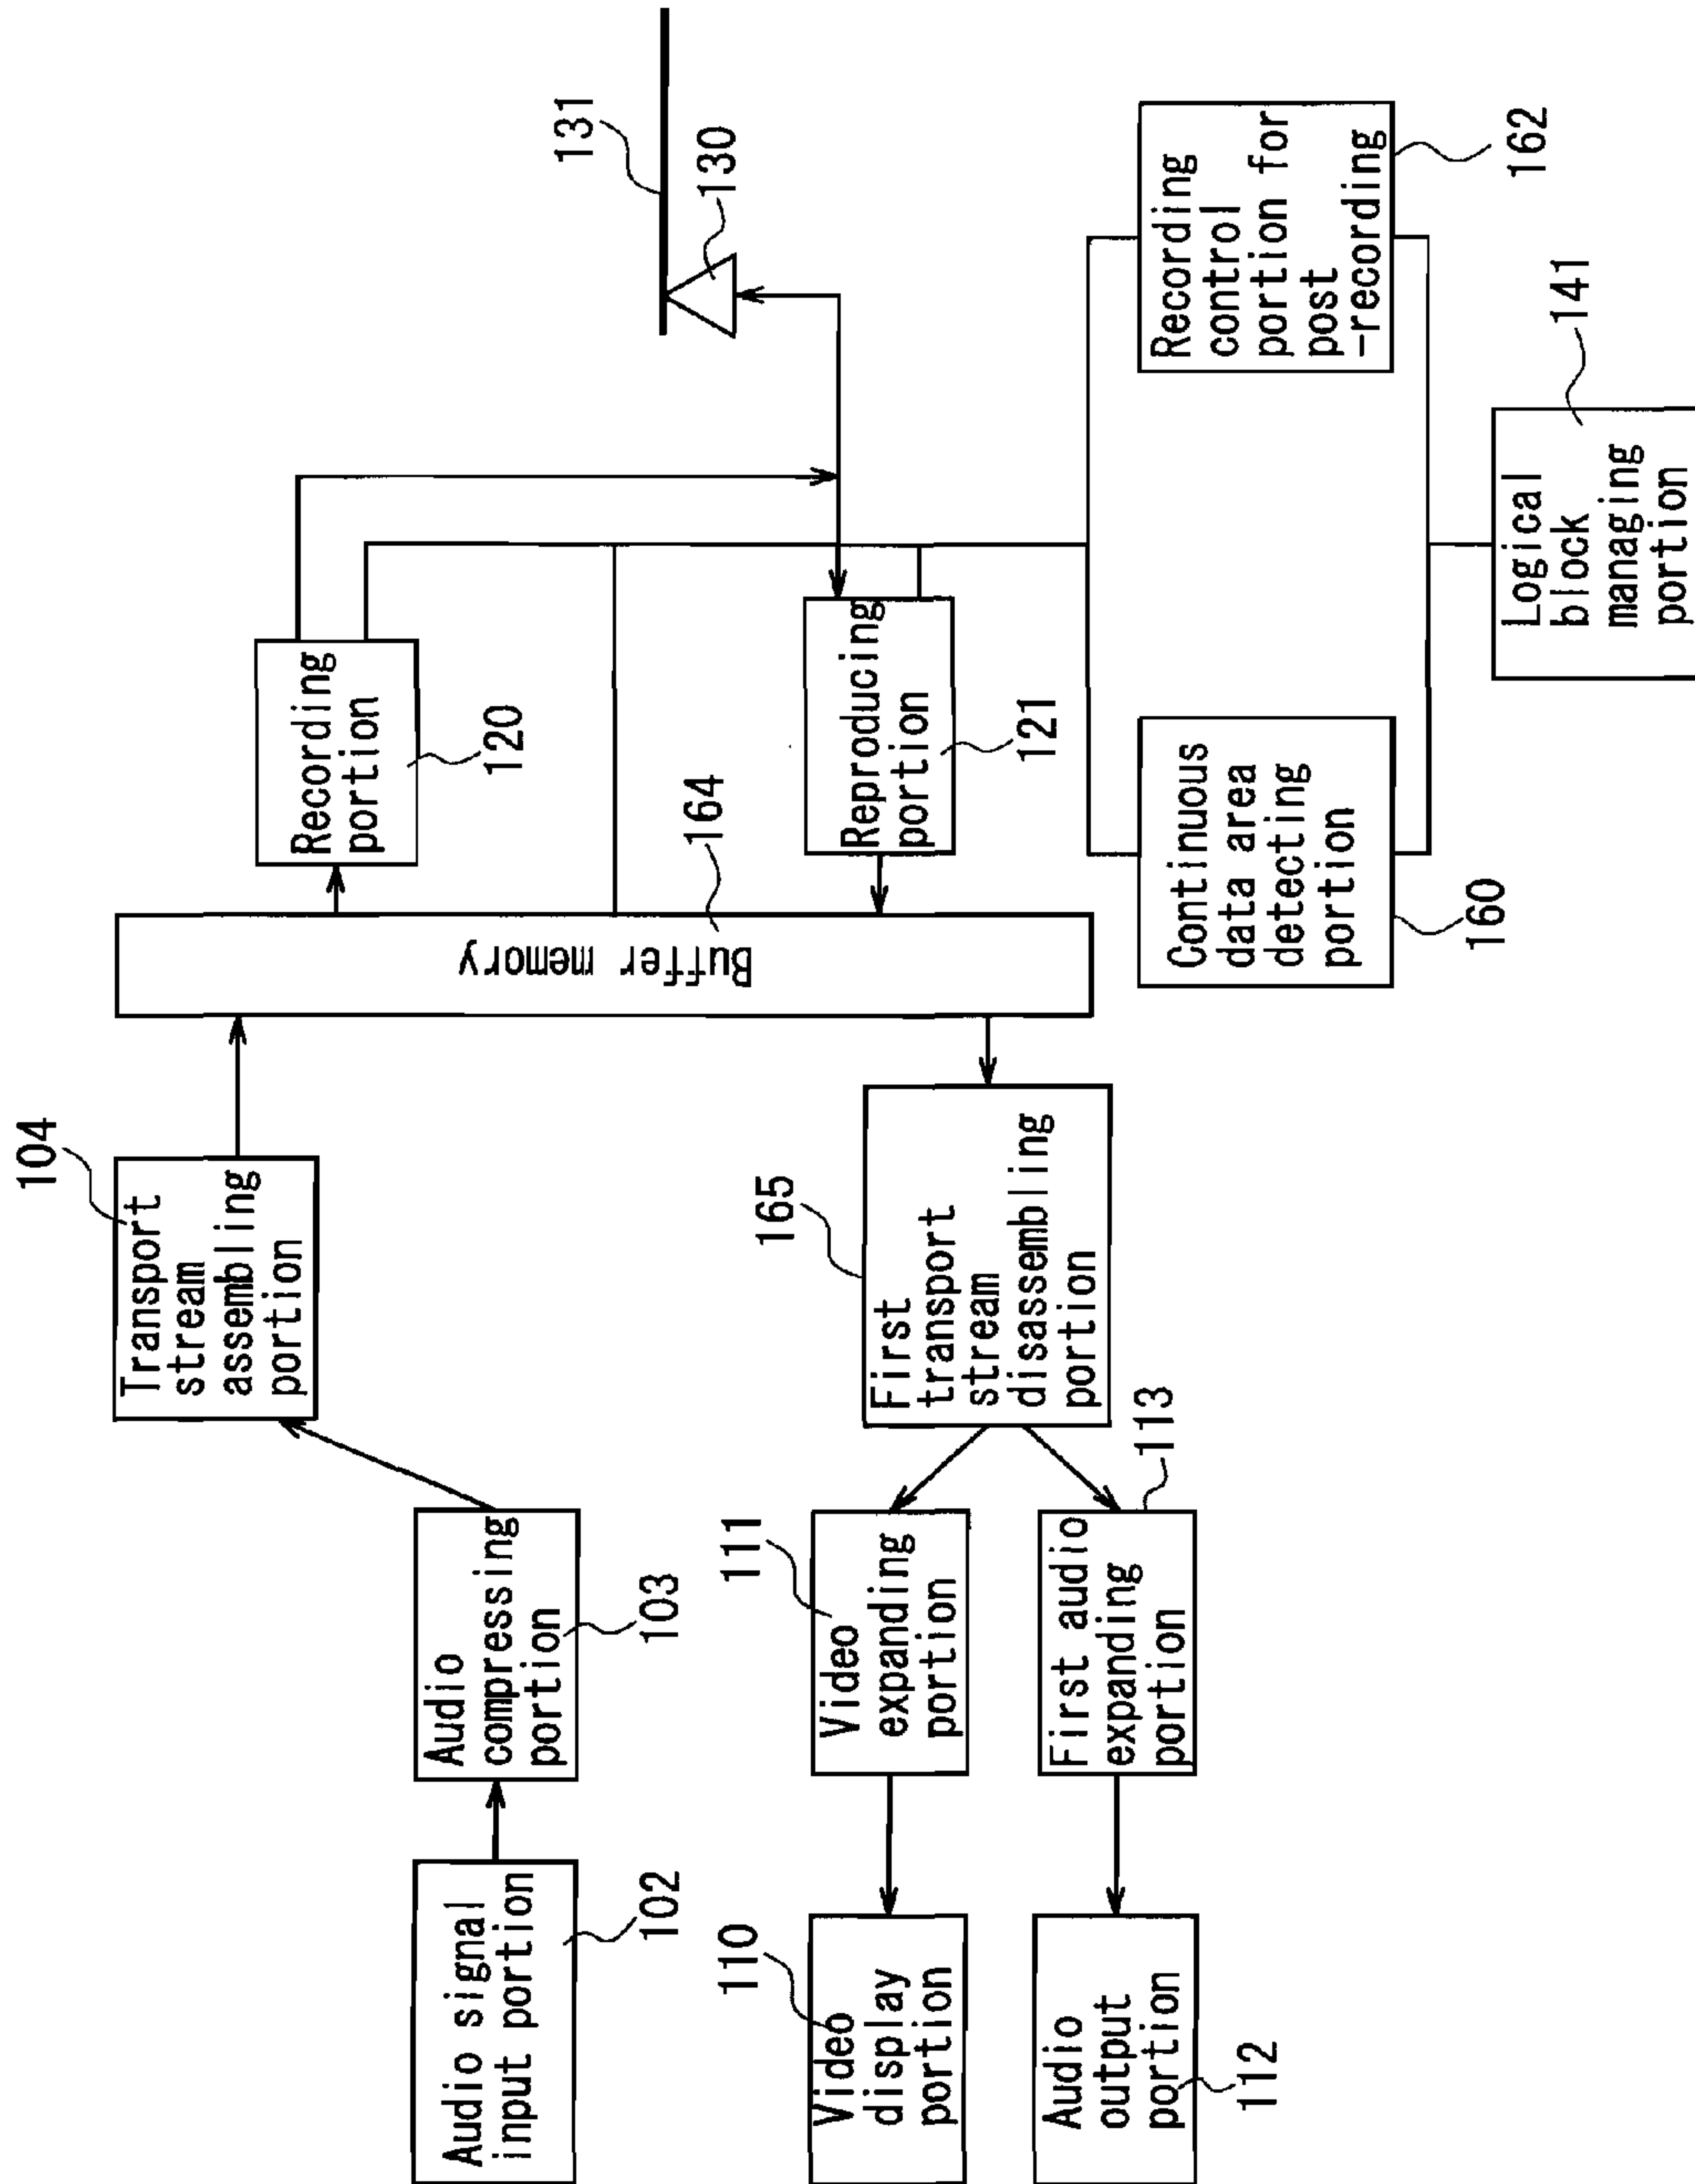 Audio signal
input portion
102
Audio
compressing
portion
103
Transport
stream
assembling
portion
104
Buffer memory
164
Recording
portion
120
131
130
Video
display
portion
110
Video
expanding
portion
111
Audio
output
portion
112
First audio
expanding
portion
113
First
transport
stream
disassembling
portion
165
Reproducing
portion
121
Continuous
data area
detecting
portion
160
Recording
control
portion for
post
-recording
162
Logical
block
managing
portion
141